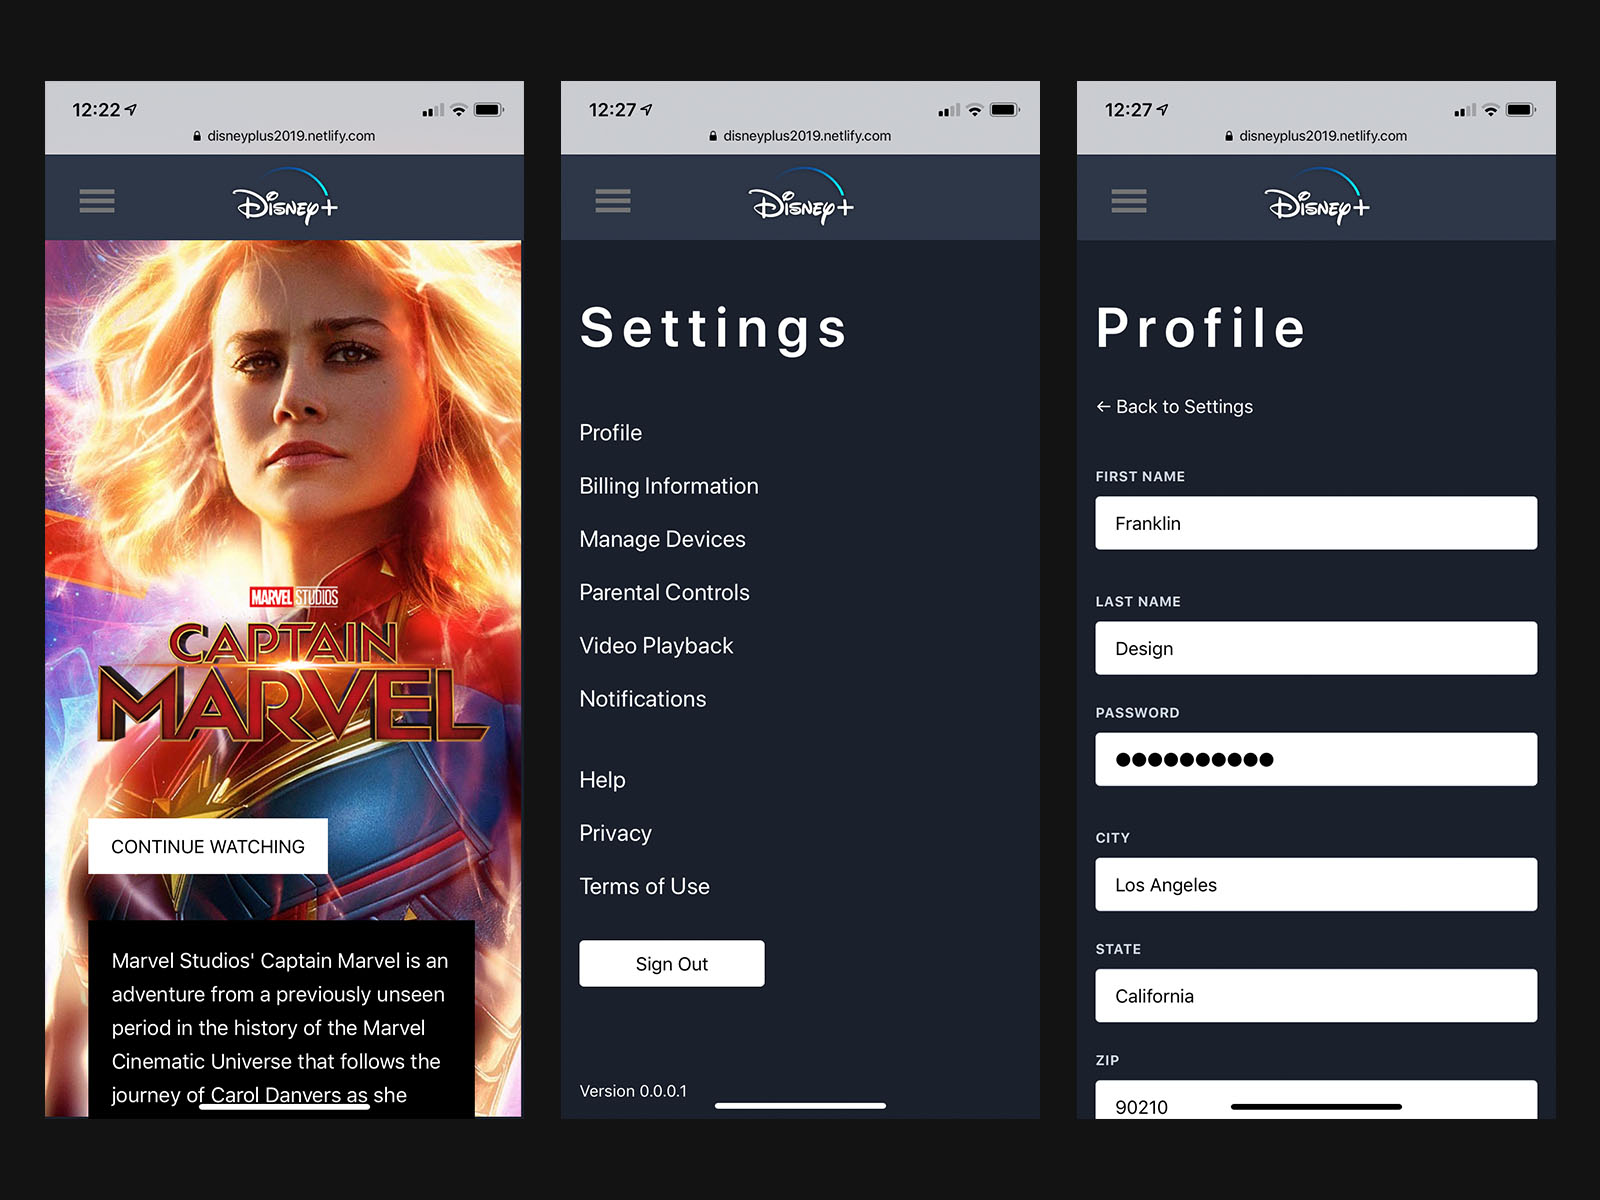 12:22
disneyplus2019.netlify.com
Disney+
MARVEL STUDIOS
CAPTAIN
MARVEL
CONTINUE WATCHING
Marvel Studios' Captain Marvel is an
adventure from a previously unseen
period in the history of the Marvel
Cinematic Universe that follows the
journey of Carol Danvers as she
12:27
disneyplus2019.netlify.com
Disney+
Settings
Profile
Billing Information
Manage Devices
Parental Controls
Video Playback
Notifications
Help
Privacy
Terms of Use
Sign Out
Version 0.0.0.1
12:27
disneyplus2019.netlify.com
Disney+
Profile
← Back to Settings
FIRST NAME
Franklin
LAST NAME
Design
PASSWORD
●●●●●●●●●●
CITY
Los Angeles
STATE
California
ZIP
90210